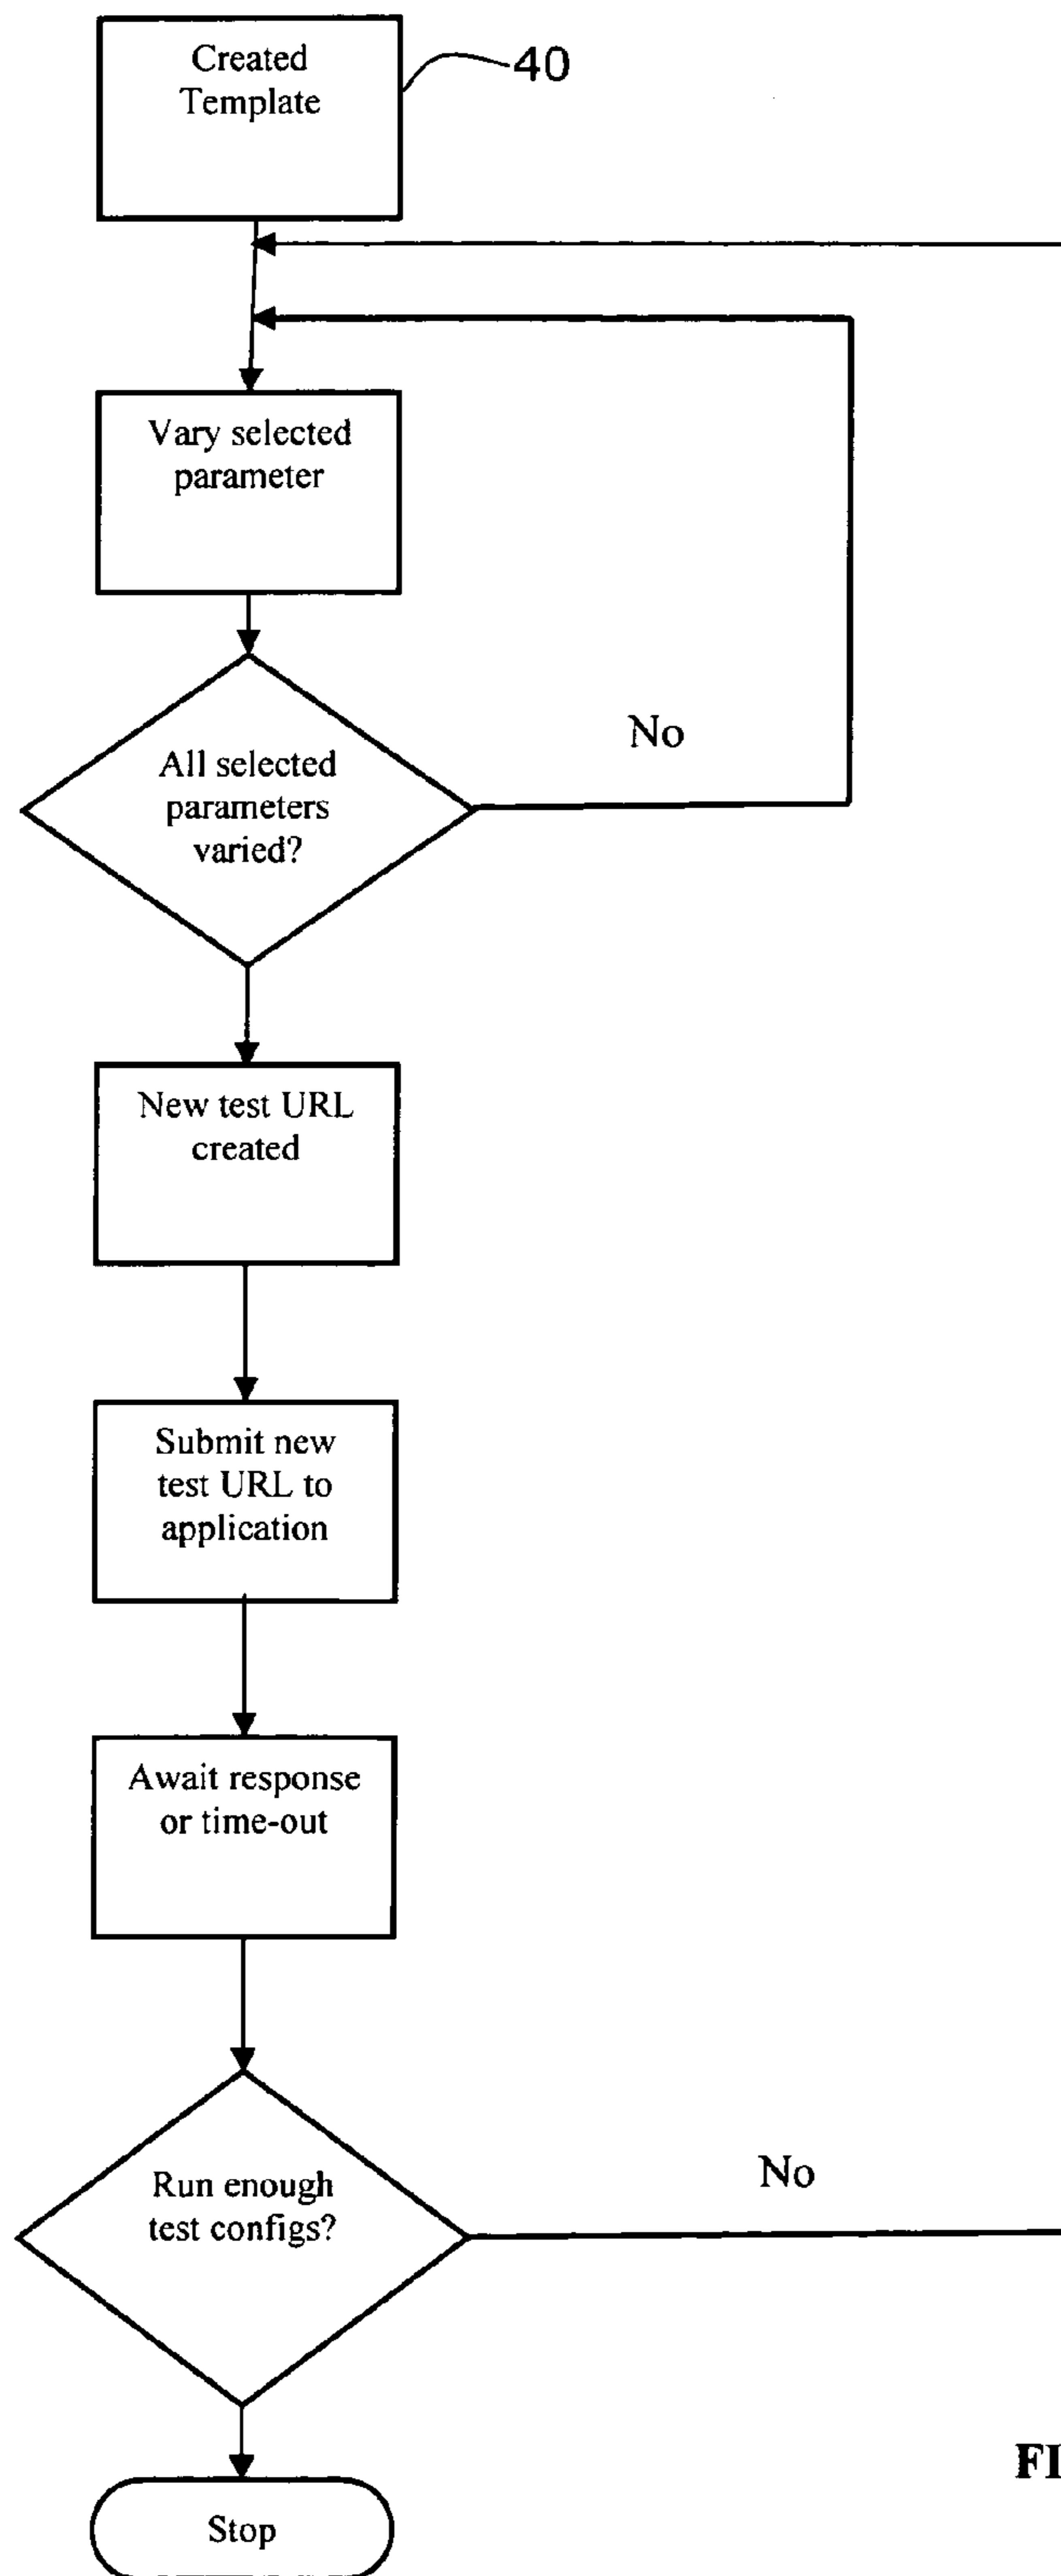 Created
Template
40
Vary selected
parameter
No
All selected
parameters
varied?
New test URL
created
Submit new
test URL to
application
Await response
or time-out
No
Run enough
test configs?
FI
Stop